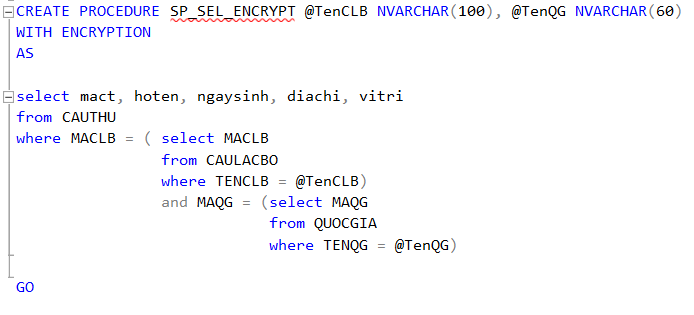 CREATE PROCEDURE SP_SEL_ENCRYPT @TenCLB NVARCHAR(100), @TenQG NVARCHAR(60)
WITH ENCRYPTION
AS
select mact, hoten, ngaysinh, diachi, vitri
from CAUTHU
where MACLB = ( select MACLB
from CAULACBO
where TENCLB = @TenCLB)
and MAQG = (select MAQG
from QUOCGIA
where TENQG = @TenQG)
GO